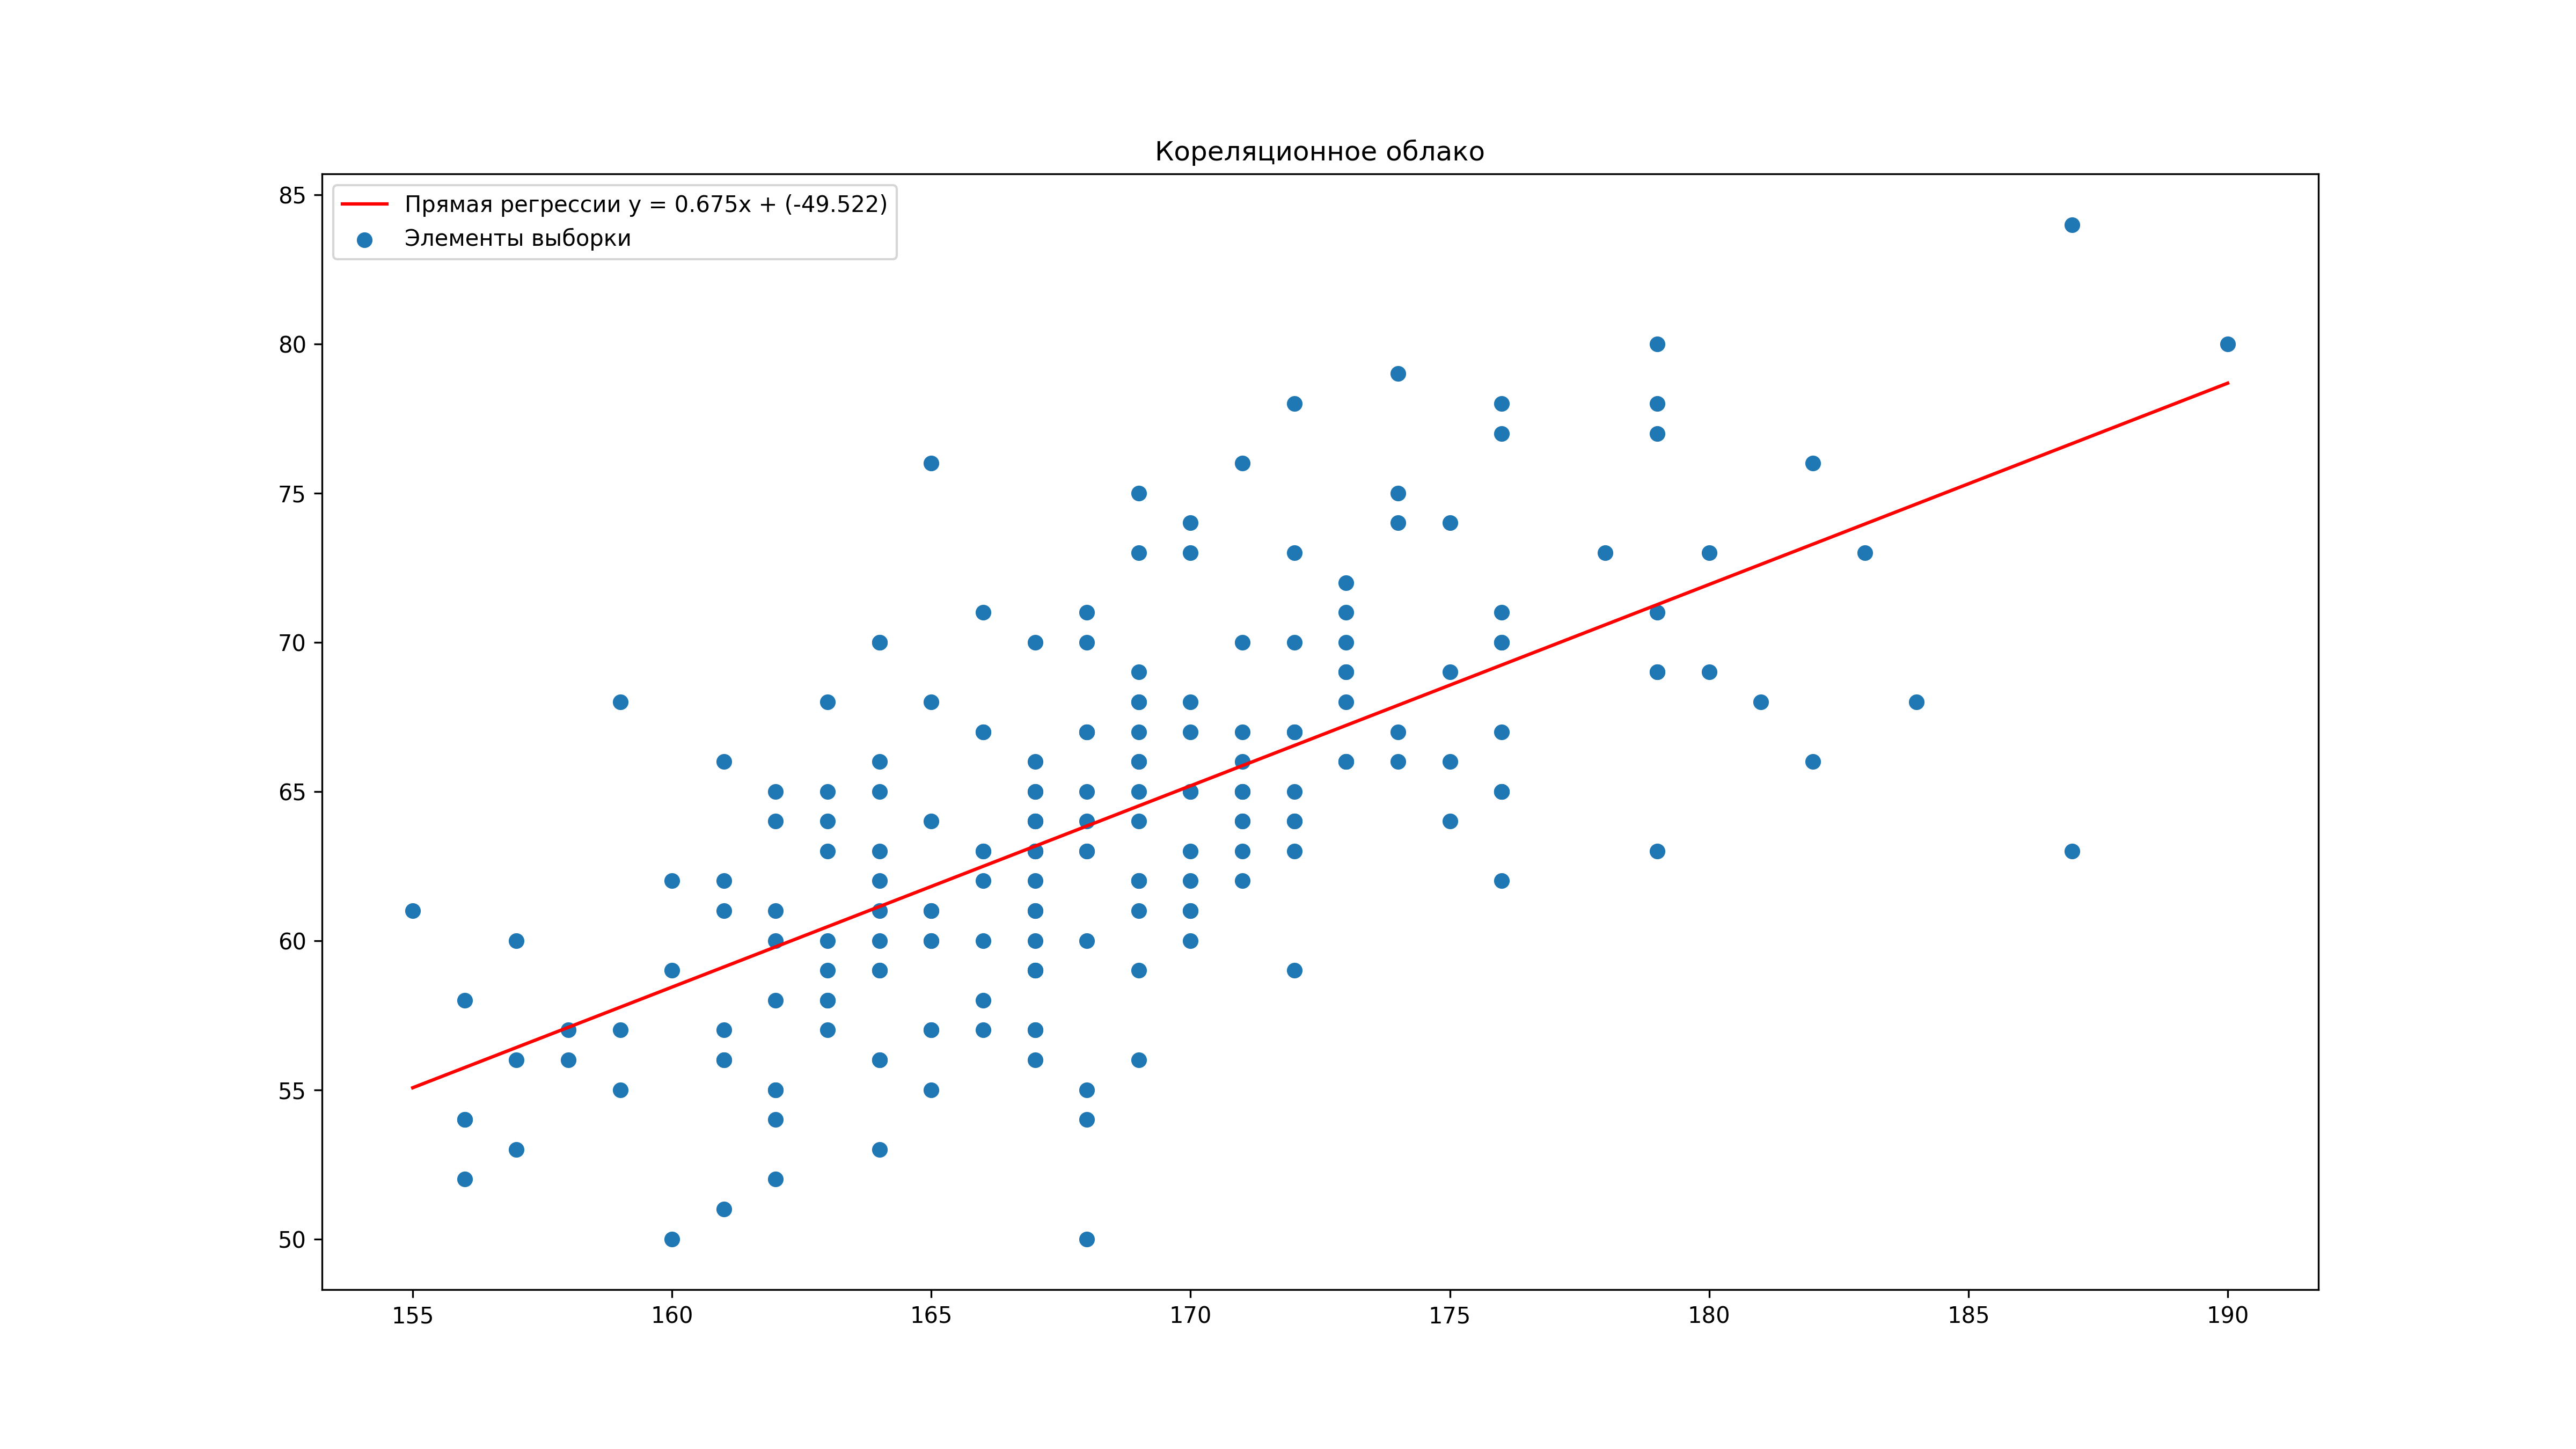 Кореляционное облако
Прямая регрессии y = 0.675x + (-49.522)
Элементы выборки
85
80
75
70
65
60
55
50
155 160 165 170 175 180 185 190